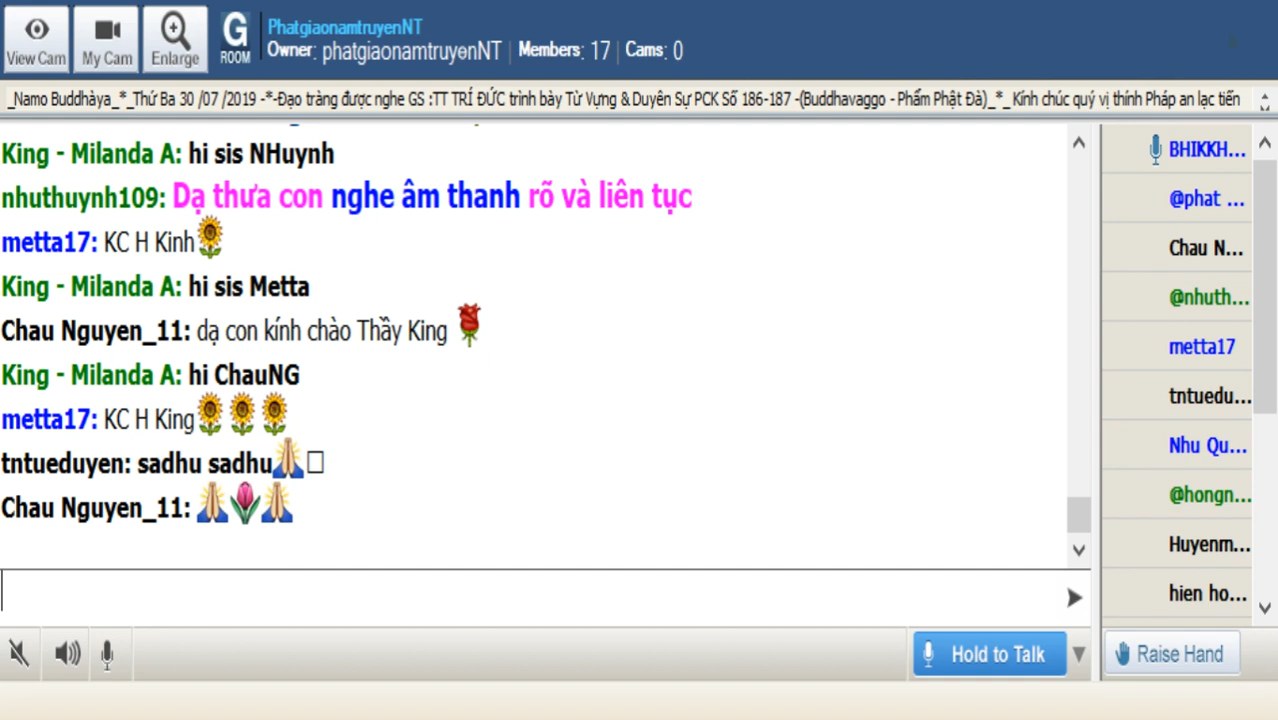 View Cam
My Cam
Enlarge
G
ROOM
PhatgiaonamtruyenNT
Owner: phatgiaonamtruyenNT | Members: 17 | Cams: 0
_Namo Buddhàya_*_Thứ Ba 30 /07 /2019 -*-Đạo tràng được nghe GS :TT TRÍ ĐỨC trình bày Từ Vựng & Duyên Sự PCK Số 186-187 -(Buddhavaggo - Phẩm Phật Đà)_*_ Kính chúc quý vị thính Pháp an lạc tiến
King - Milanda A: hi sis NHuynh
nhuthuynh109: Dạ thưa con nghe âm thanh rõ và liên tục
metta17: KC H Kinh🌻
King - Milanda A: hi sis Metta
Chau Nguyen_11: dạ con kính chào Thầy King 🌹
King - Milanda A: hi ChauNG
metta17: KC H King🌻🌻🌻
tntueduyen: sadhu sadhu🙏□
Chau Nguyen_11: 🙏🌷🙏
BHIKKH...
@phat ...
Chau N...
@nhuth...
metta17
tntuedu...
Nhu Qu...
@hongn...
Huyenm...
hien ho...
Hold to Talk
Raise Hand